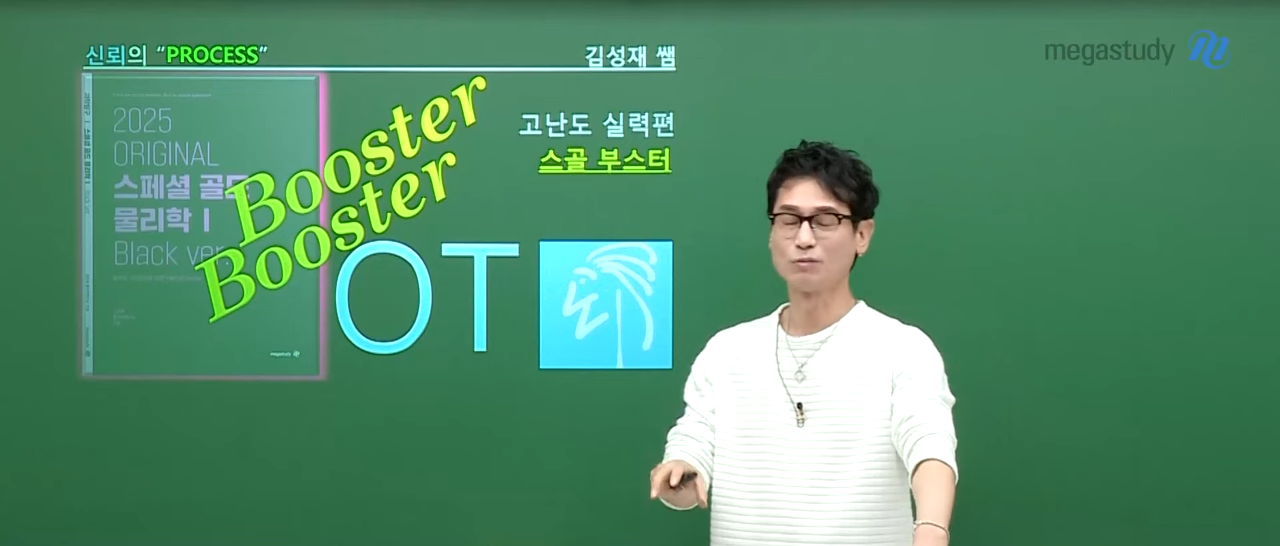 신뢰의 "PROCESS"
김성재 쌤
megastudy
2025
ORIGINAL
스페셜 골드
물리학 I
Black ver.
megastudy
Booster
Booster
고난도 실력편
스골 부스터
OT